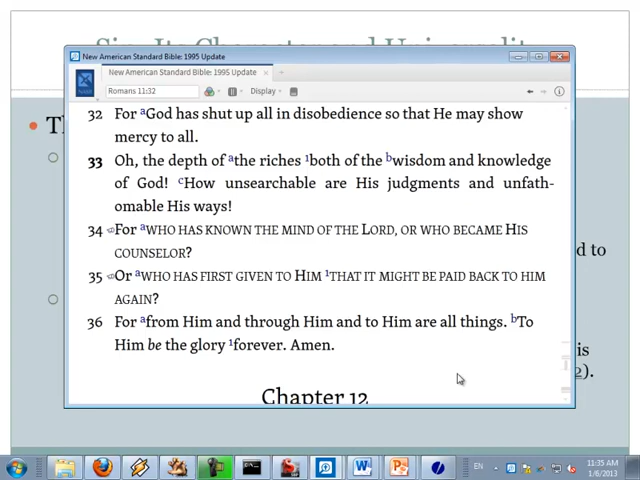 New American Standard Bible: 1995 Update
New American Standard Bible: 1995 Update
Romans 11:32
Display
32 For aGod has shut up all in disobedience so that He may show
mercy to all.
33 Oh, the depth of athe riches 1both of the bwisdom and knowledge
of God! cHow unsearchable are His judgments and unfath-
omable His ways!
34 For aWHO HAS KNOWN THE MIND OF THE LORD, OR WHO BECAME HIS
COUNSELOR?
35 Or aWHO HAS FIRST GIVEN TO HIM 1THAT IT MIGHT BE PAID BACK TO HIM
AGAIN?
36 For afrom Him and through Him and to Him are all things. bTo
Him be the glory 1forever. Amen.
Chapter 12
d to
is
2).
EN
11:35 AM
1/6/2013